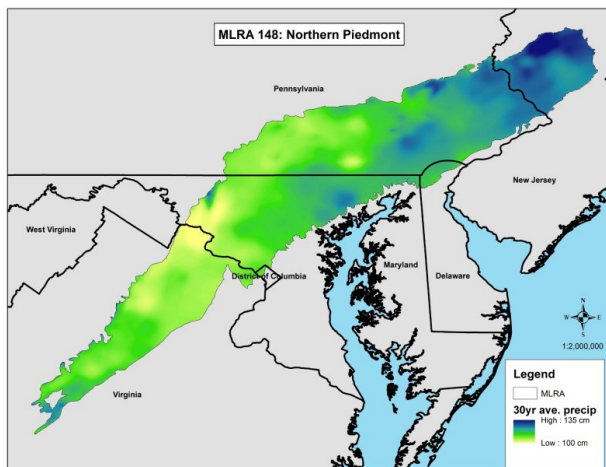 MLRA 148: Northern Piedmont
Pennsylvania
New Jersey
West Virginia
Maryland
Delaware
District of Columbia
Virginia
N
W E
S
1:2,000,000
Legend
MLRA
30yr ave. precip
High : 135 cm
Low : 100 cm